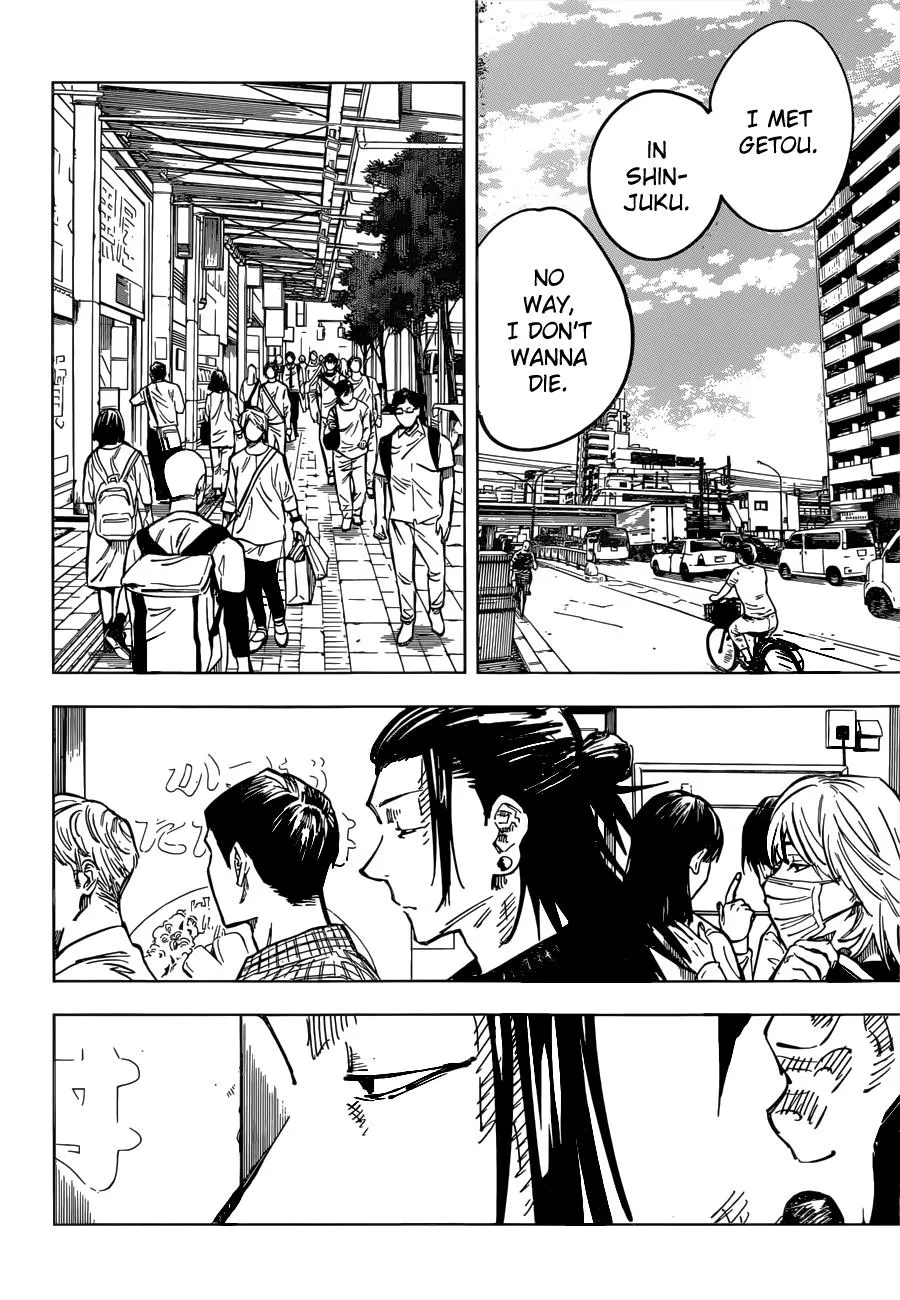 I MET
GETOU.
IN
SHIN-
JUKU.
NO
WAY,
I DON'T
WANNA
DIE.